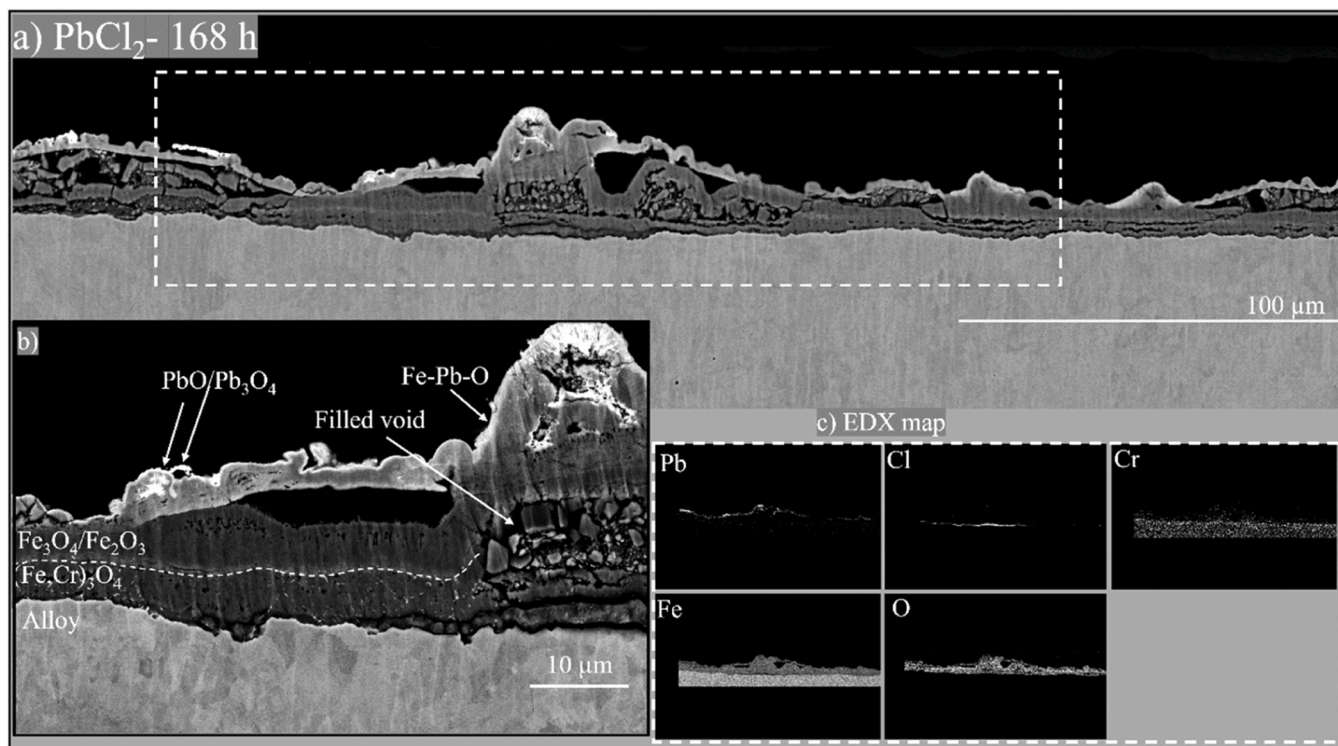 a) PbCl₂- 168 h
100 µm
b)
PbO/Pb₃O₄
Fe-Pb-O
Filled void
Fe₃O₄/Fe₂O₃
(Fe,Cr)₃O₄
Alloy
10 µm
c) EDX map
Pb
Cl
Cr
Fe
O